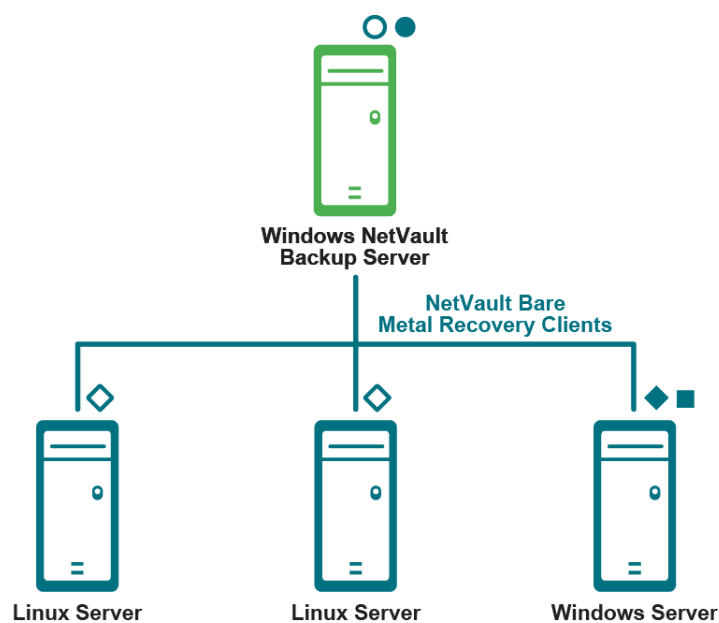 Windows NetVault
Backup Server
NetVault Bare
Metal Recovery Clients
Linux Server
Linux Server
Windows Server